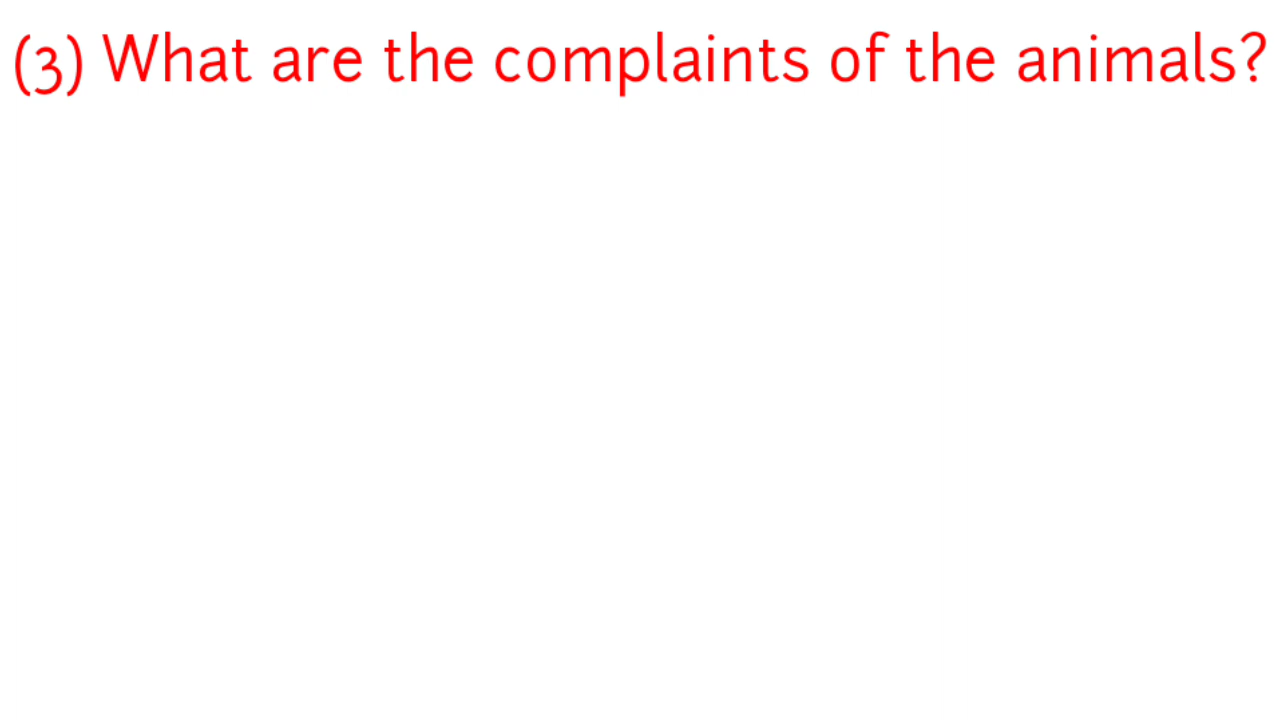 (3) What are the complaints of the animals?